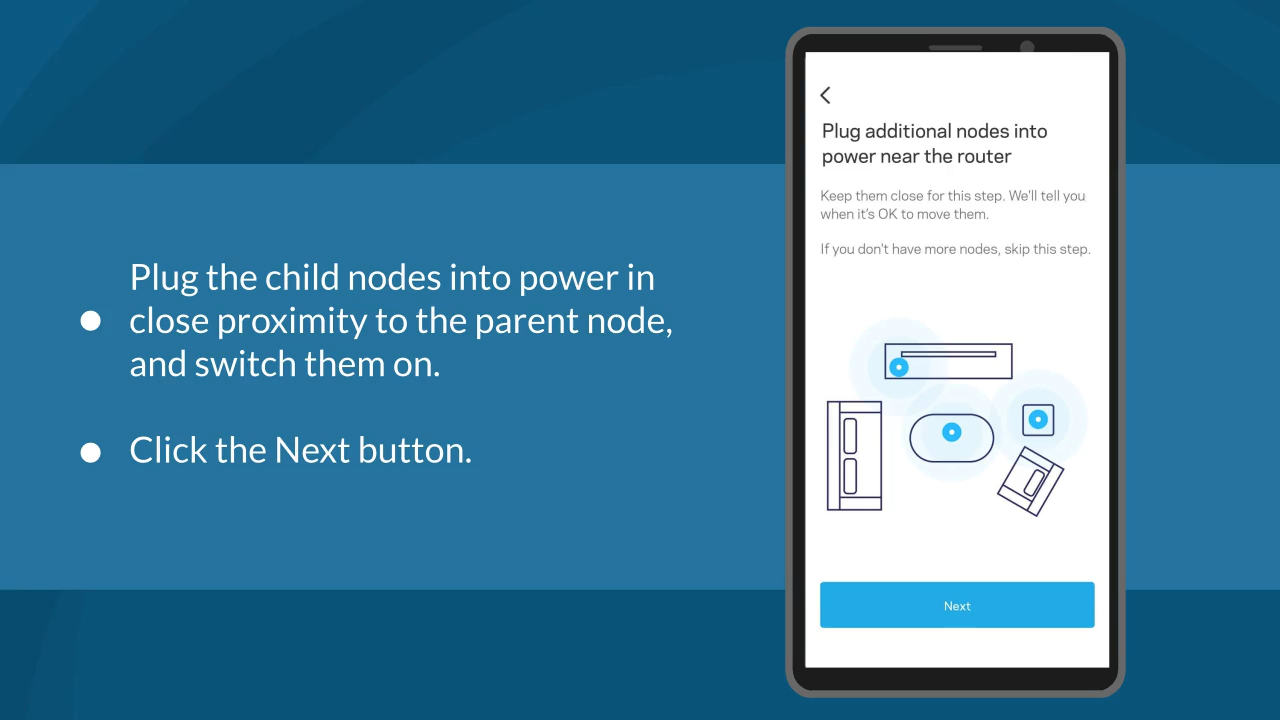 Plug the child nodes into power in
close proximity to the parent node,
and switch them on.
Click the Next button.
Plug additional nodes into
power near the router
Keep them close for this step. We'll tell you
when it's OK to move them.
If you don't have more nodes, skip this step.
Next